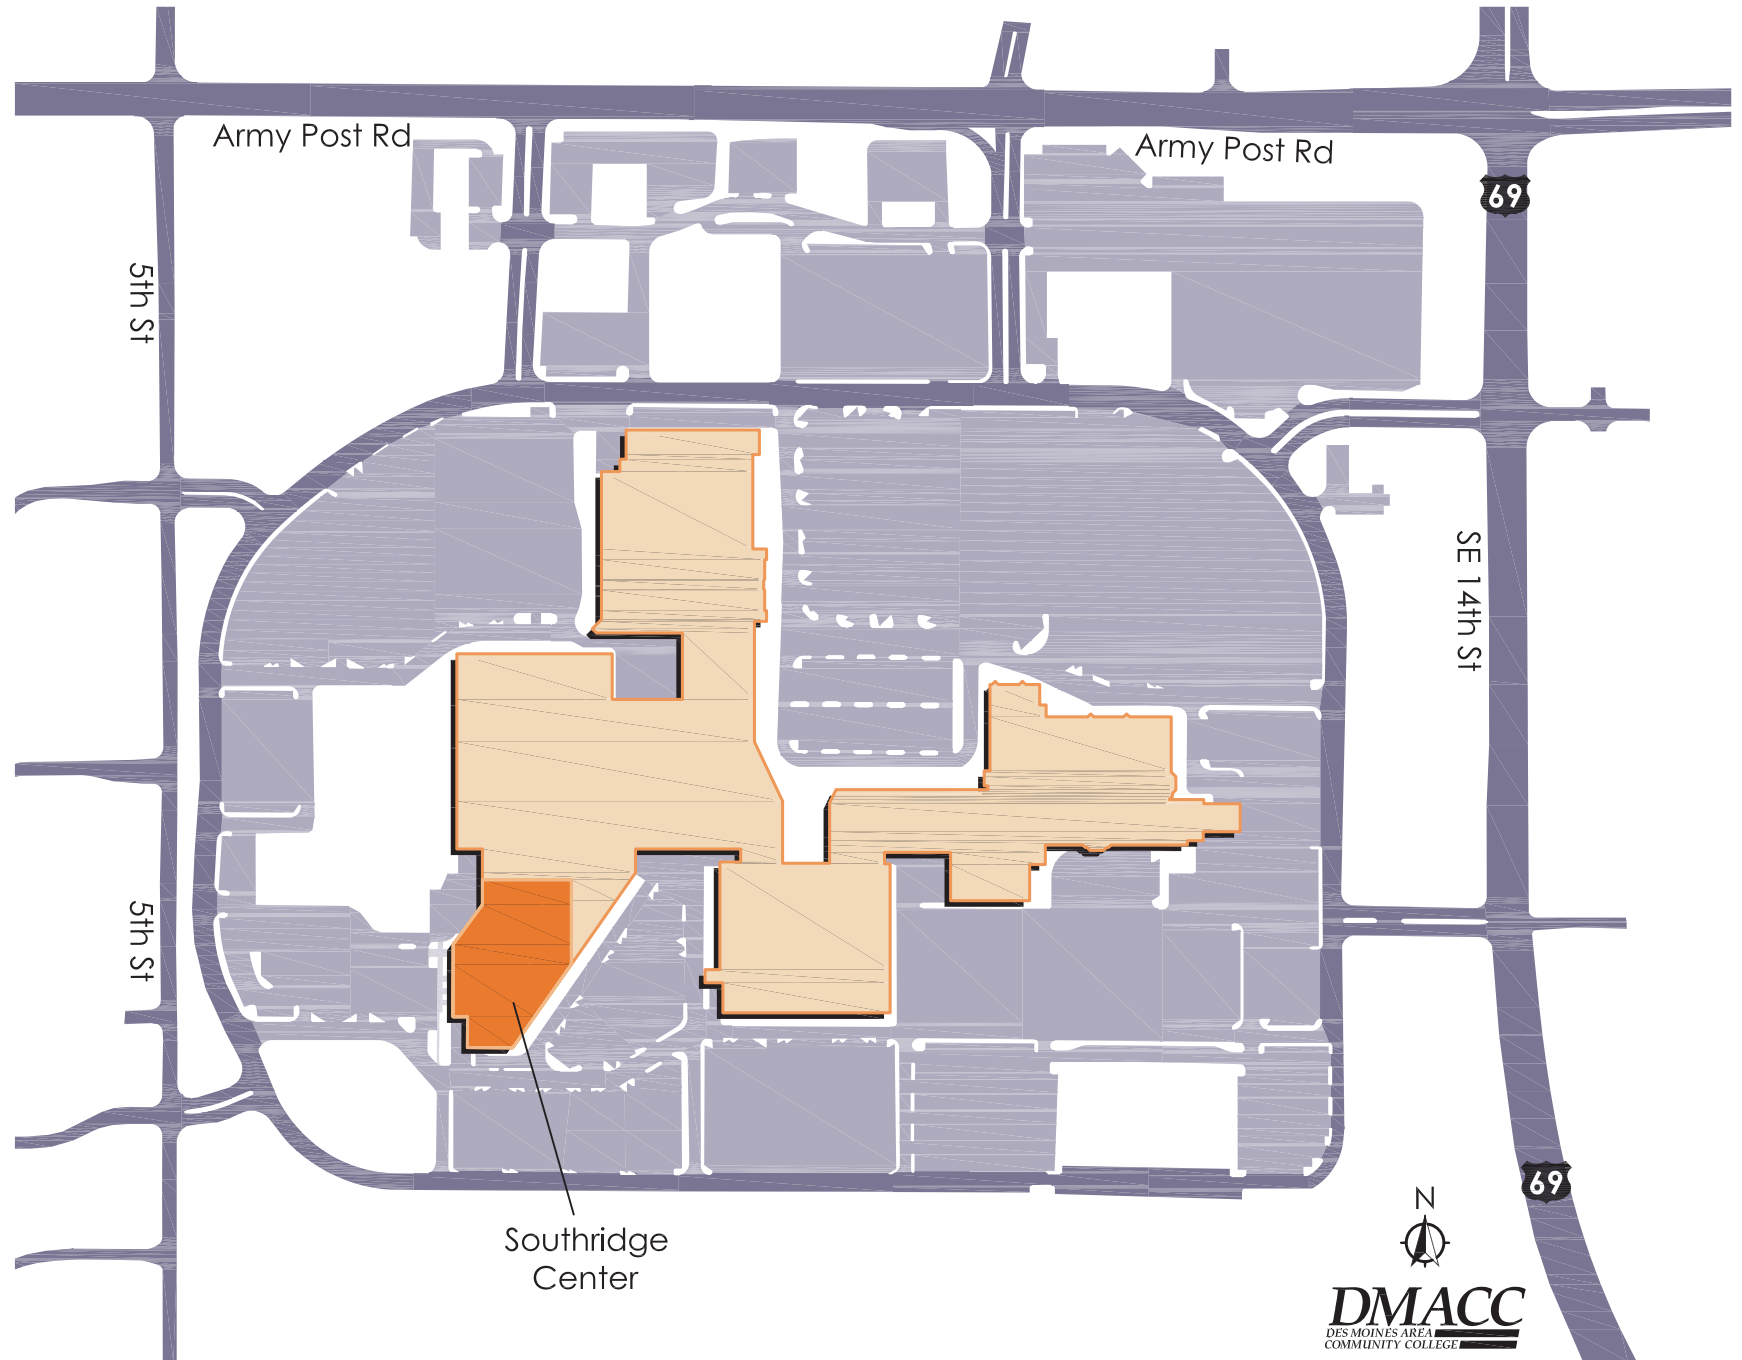 Army Post Rd
Army Post Rd
69
5th St
SE 14th St
5th St
69
N
Southridge
Center
DMACC
DES MOINES AREA
COMMUNITY COLLEGE